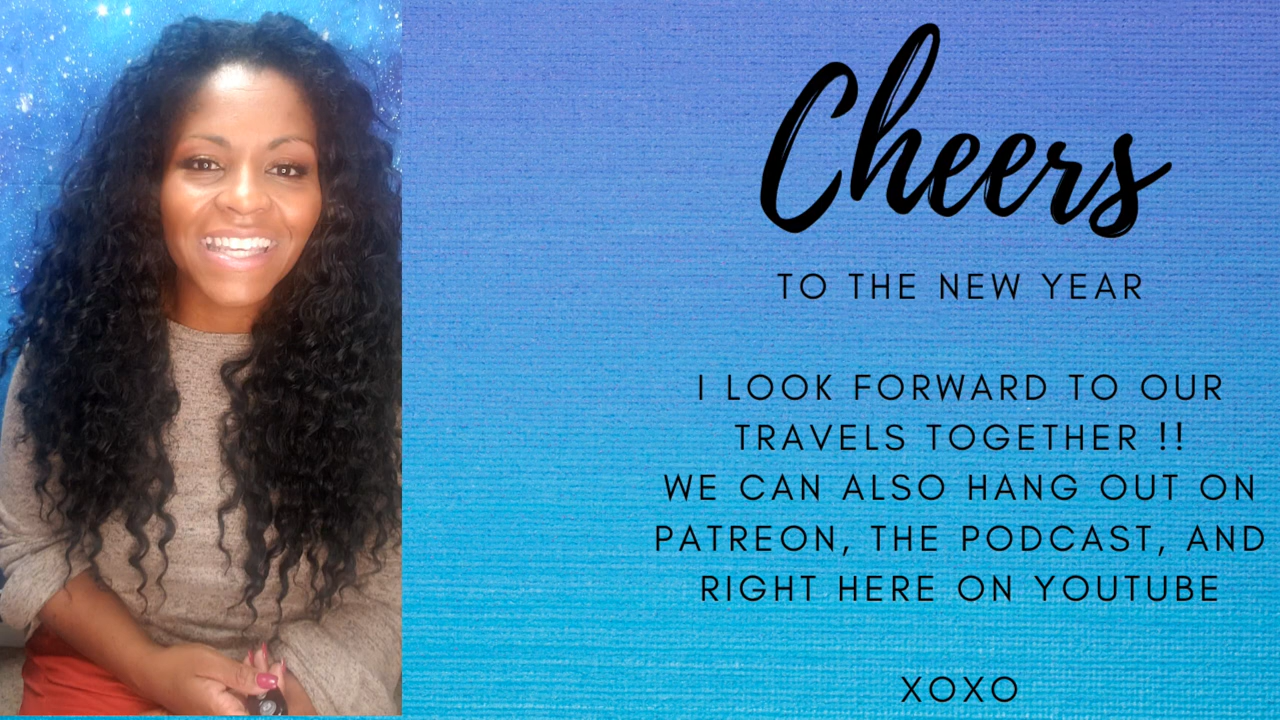 Cheers
TO THE NEW YEAR
I LOOK FORWARD TO OUR
TRAVELS TOGETHER !!
WE CAN ALSO HANG OUT ON
PATREON, THE PODCAST, AND
RIGHT HERE ON YOUTUBE
XOXO